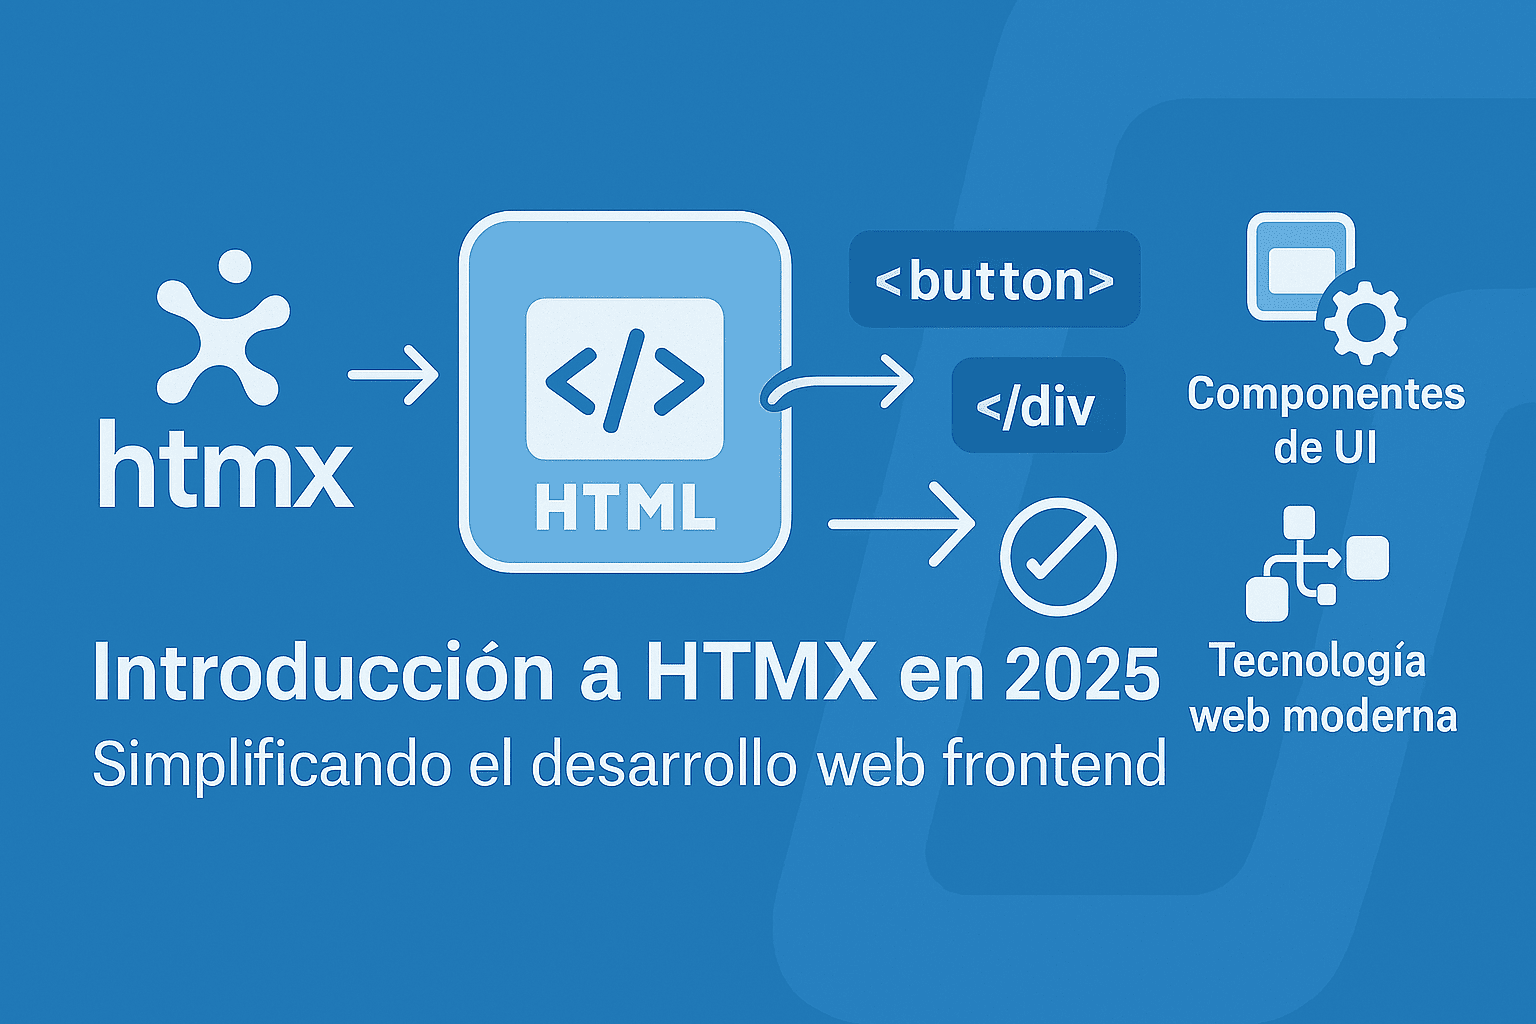 htmx
</>
HTML
<button>
</div
Componentes
de UI
Tecnología
web moderna
Introducción a HTMX en 2025
Simplificando el desarrollo web frontend